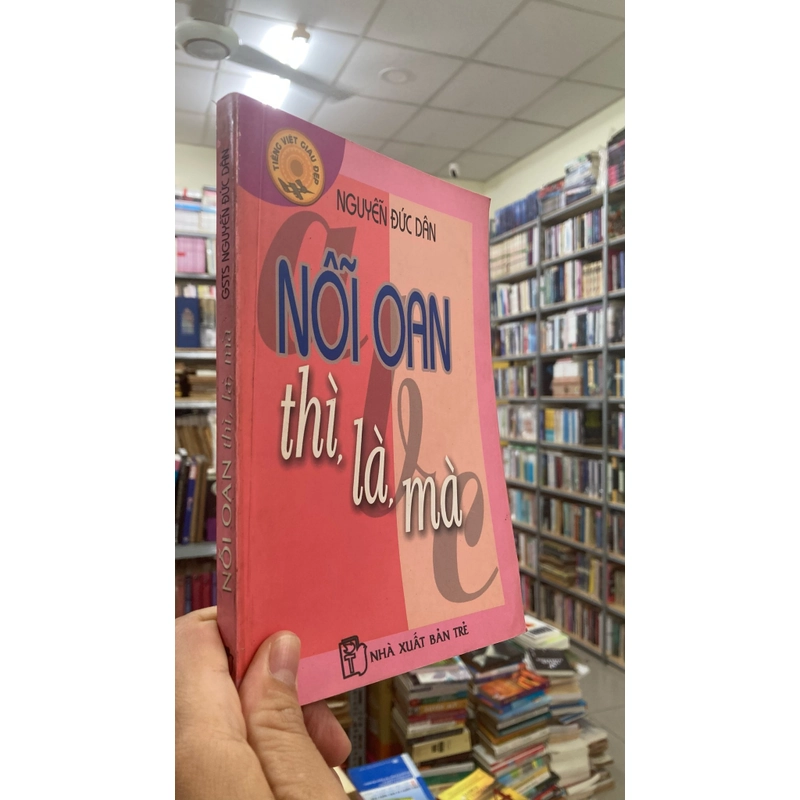 TIẾNG VIỆT GIÀU ĐẸP
NGUYỄN ĐỨC DÂN
NỖI OAN
thì, là, mà
NHÀ XUẤT BẢN TRẺ
NỖI OAN thì, là, mà GSTS NGUYỄN ĐỨC DÂN